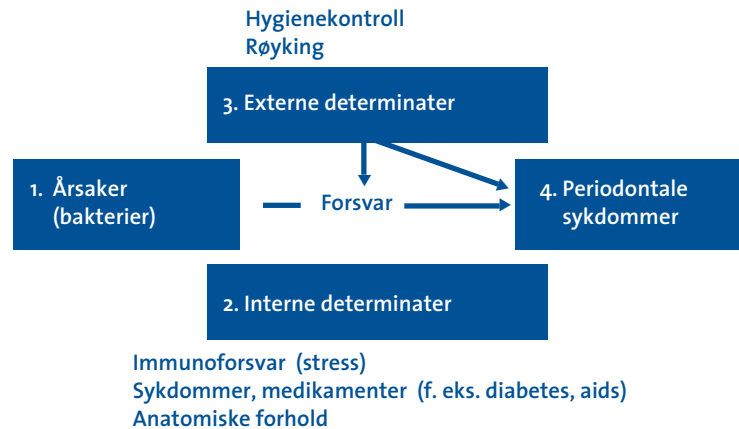 Hygienekontroll
Røyking
3. Externe determinater
1. Årsaker
(bakterier)
Forsvar
4. Periodontale
sykdommer
2. Interne determinater
Immunoforsvar (stress)
Sykdommer, medikamenter (f. eks. diabetes, aids)
Anatomiske forhold